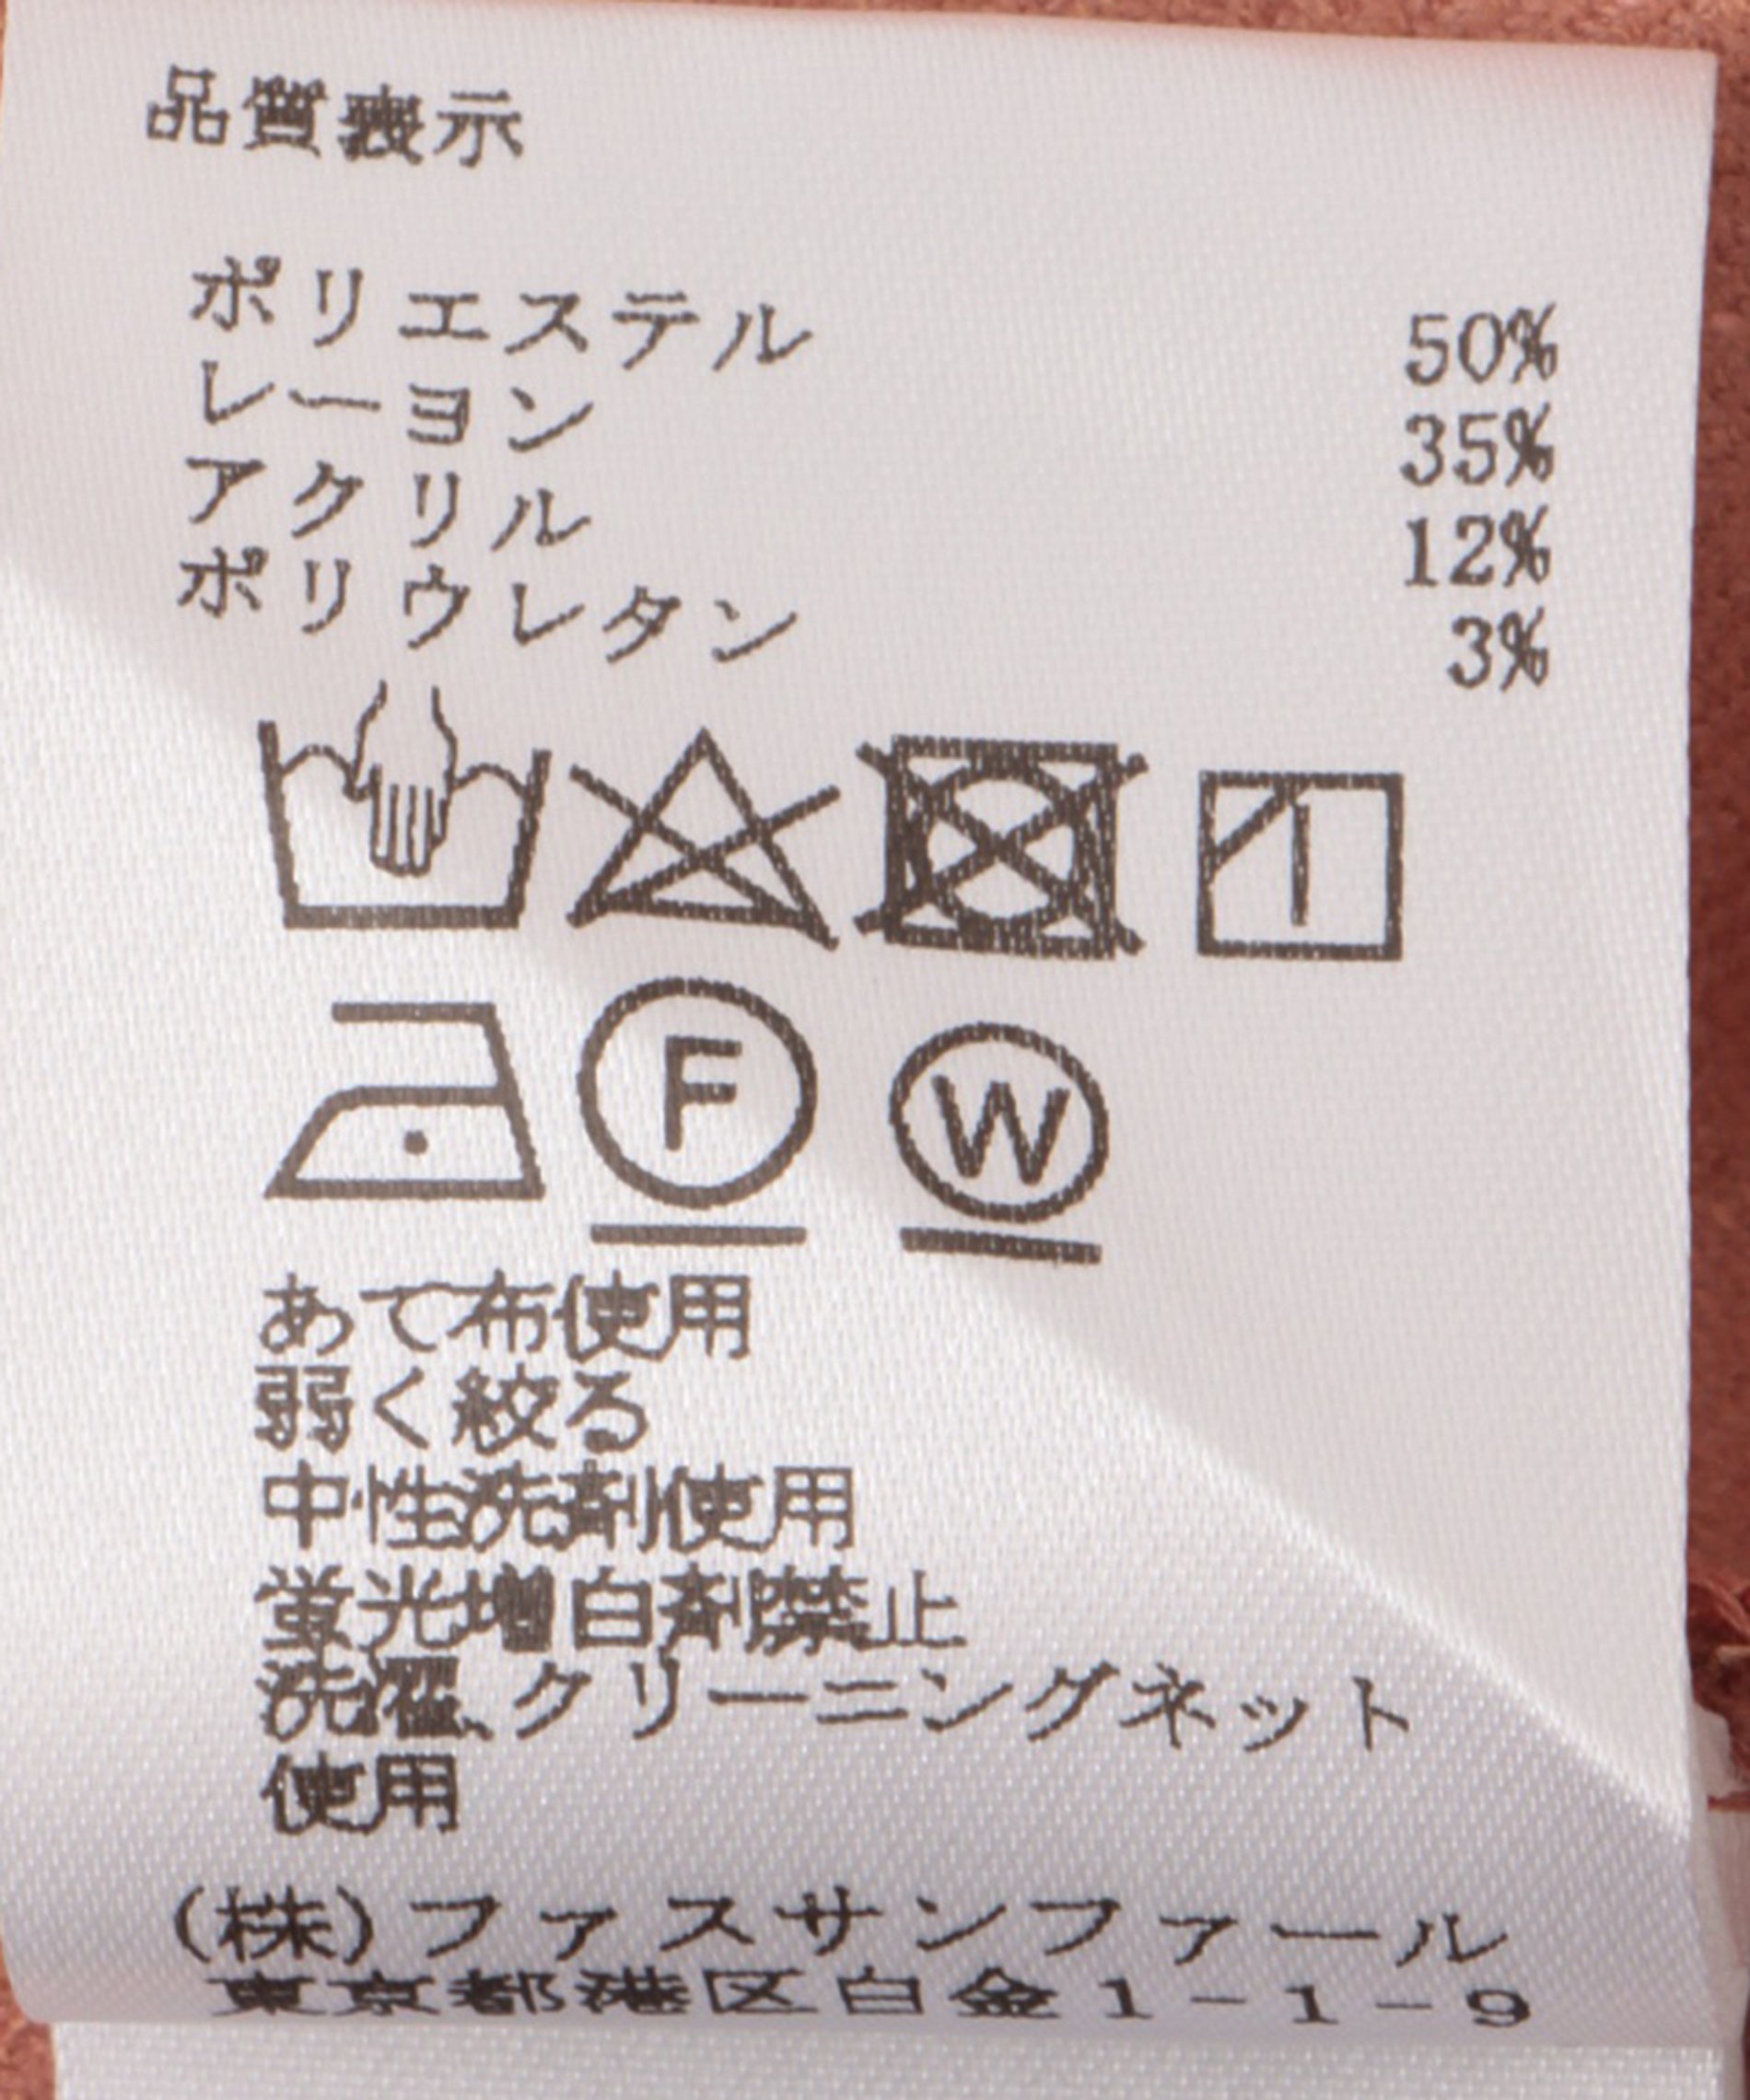 品質表示
ポリエステル 50%
レーヨン 35%
アクリル 12%
ポリウレタン 3%
F W
あて布使用
弱く絞る
中性洗剤使用
蛍光増白剤禁止
洗濯、クリーニングネット
使用
(株)ファスサンファール
東京都港区白金1-1-9